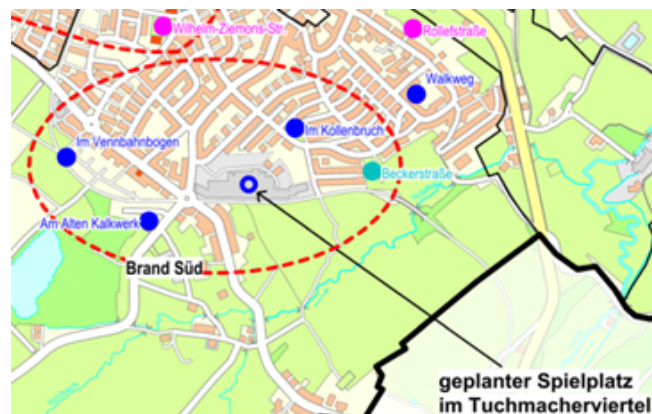 Wilhelm-Ziemons-Str.
Rollefstraße
Walkweg
Im Kollenbruch
Im Vennbahnbogen
Beckerstraße
Am Alten Kalkwerk
Brand Süd
geplanter Spielplatz
im Tuchmacherviertel